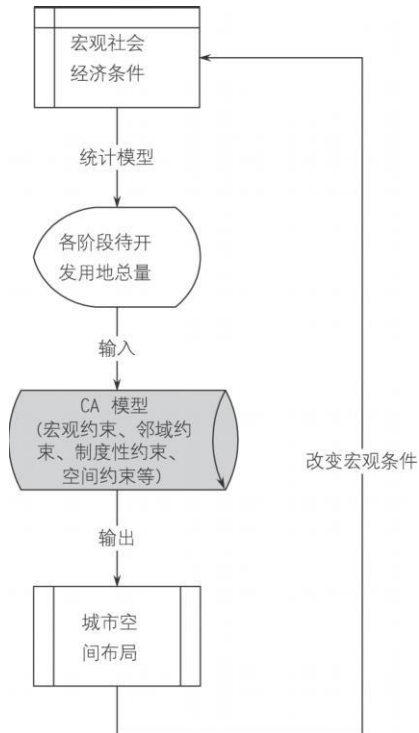 宏观社会
经济条件
统计模型
各阶段待开
发用地总量
输入
CA 模型
(宏观约束、邻域约
束、制度性约束、
空间约束等)
改变宏观条件
输出
城市空
间布局